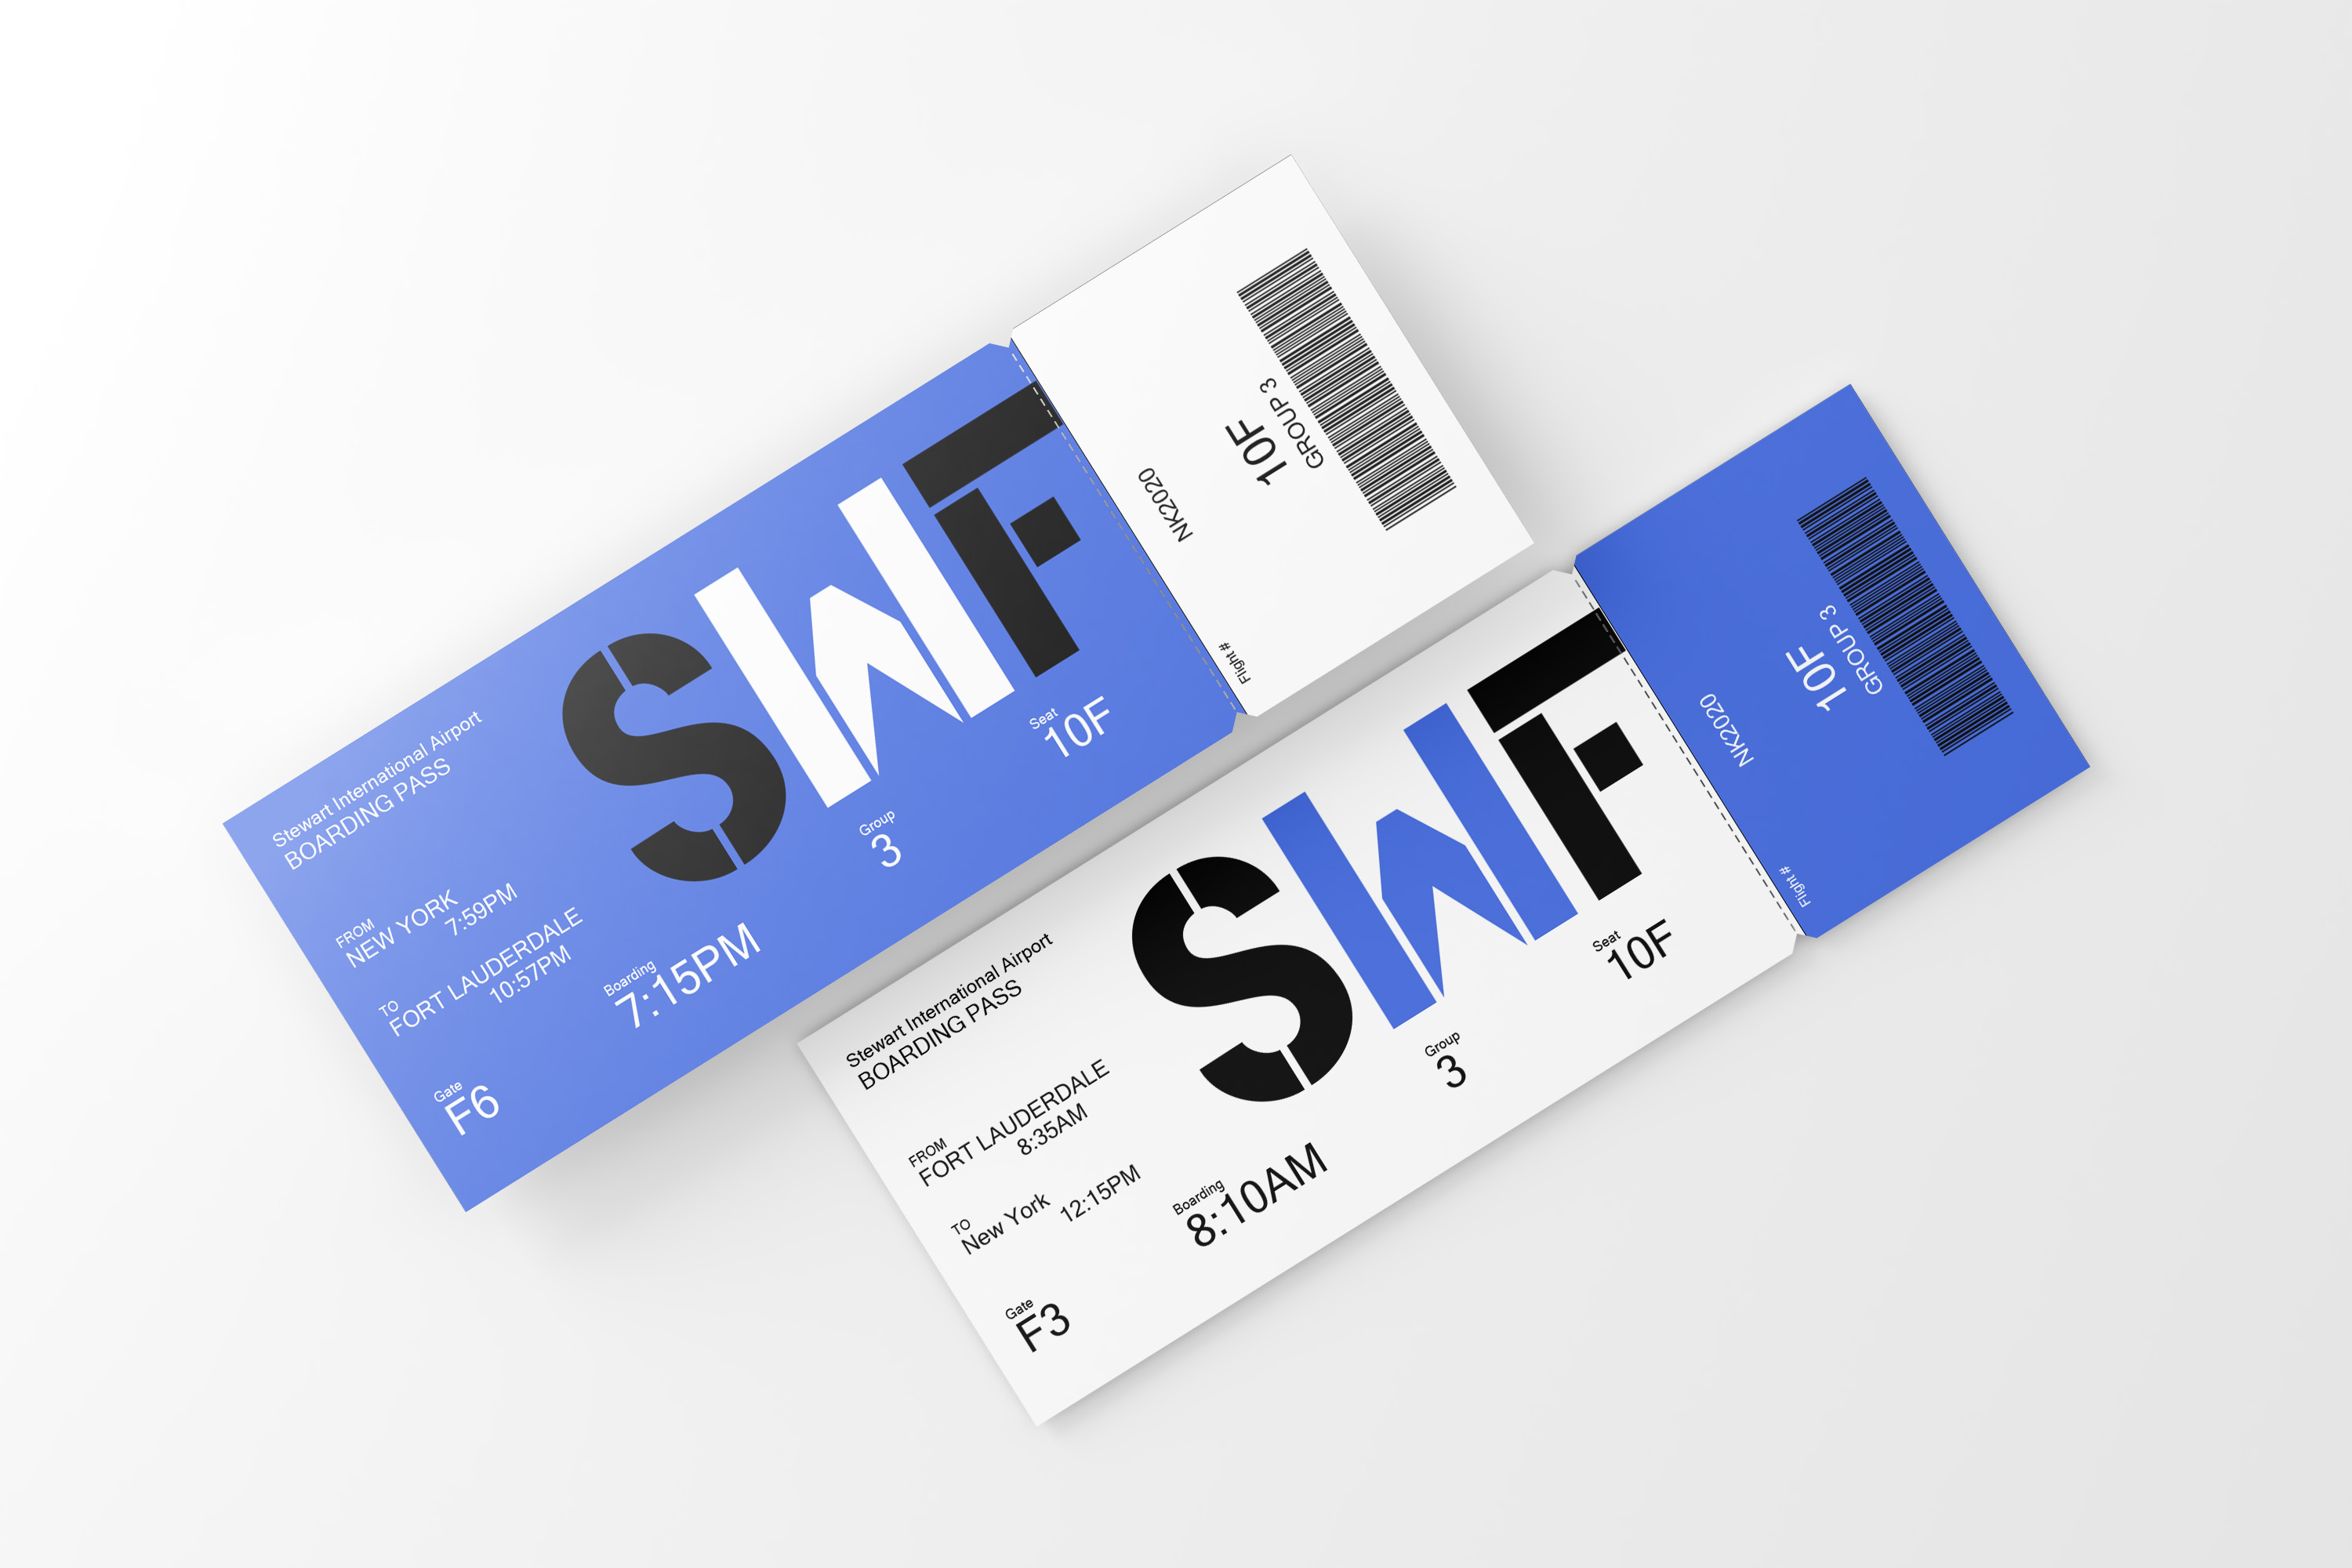 Stewart International Airport
BOARDING PASS
FROM
NEW YORK
7:59PM
TO
FORT LAUDERDALE
10:57PM
Gate
F6
Boarding
7:15PM
SWF
Group
3
Seat
10F
Flight #
NK2020
10F
GROUP 3
Stewart International Airport
BOARDING PASS
FROM
FORT LAUDERDALE
8:35AM
TO
New York
12:15PM
Gate
F3
Boarding
8:10AM
SWF
Group
3
Seat
10F
Flight #
NK2020
10F
GROUP 3